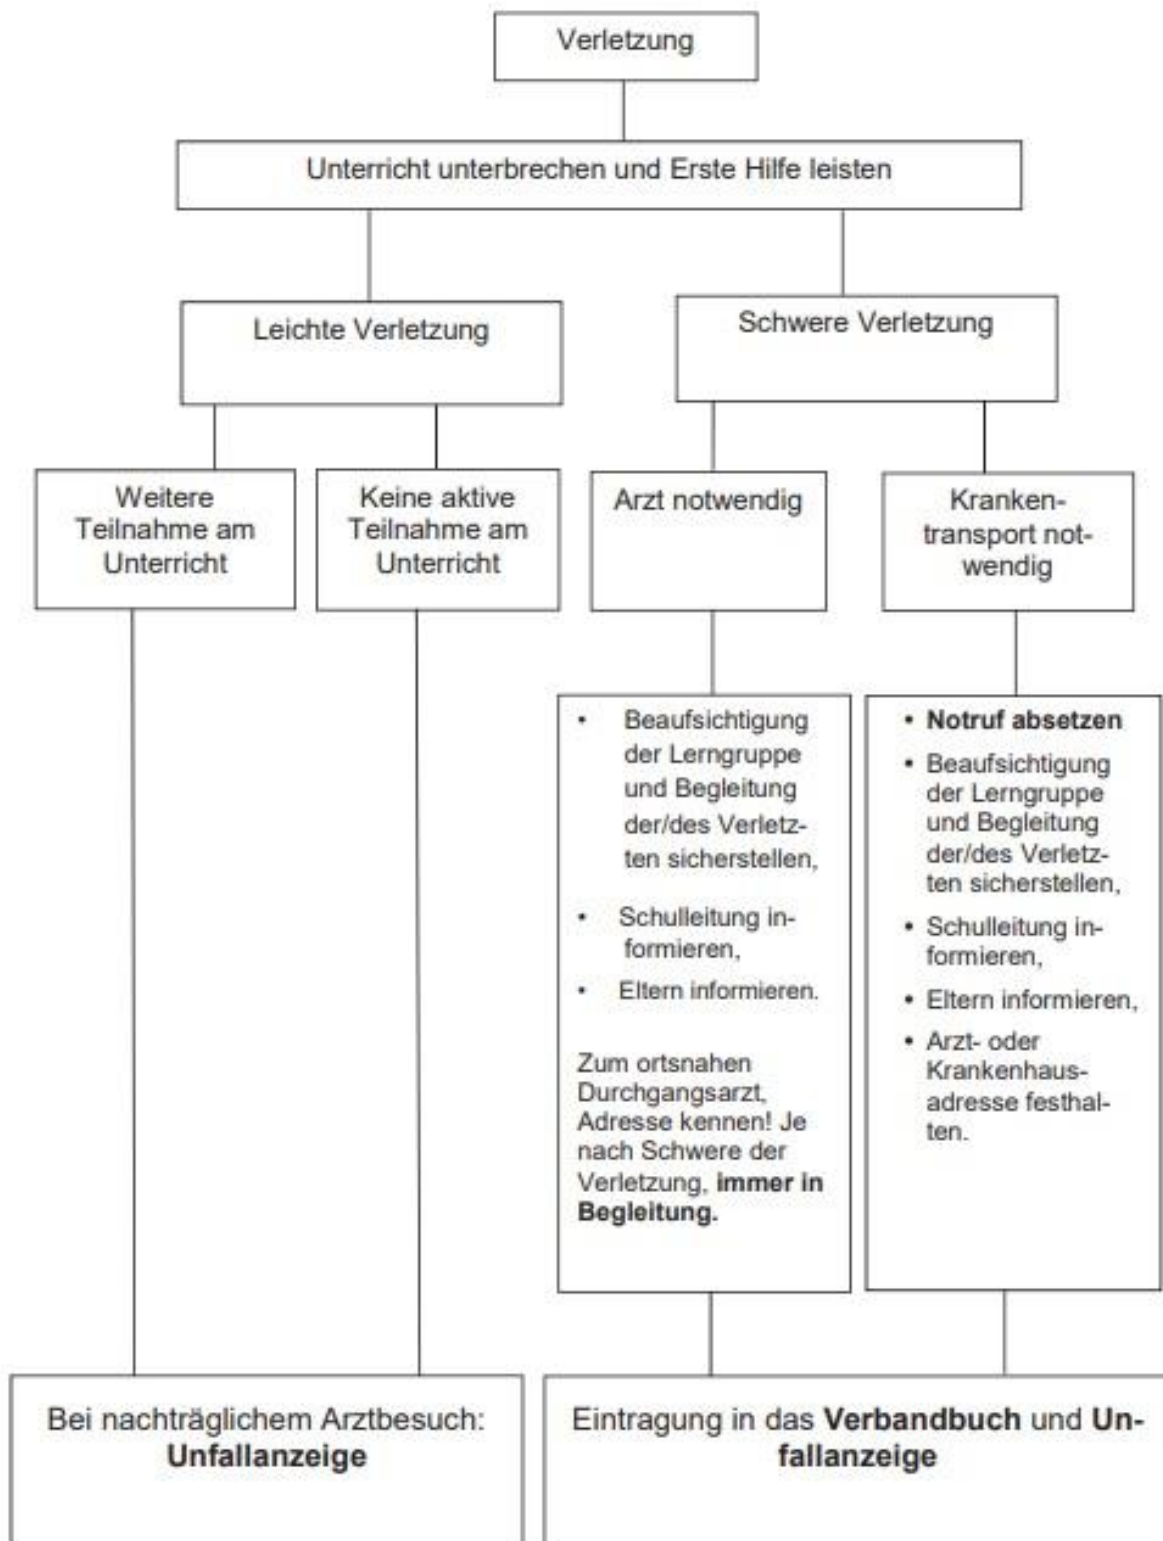 Verletzung
Unterricht unterbrechen und Erste Hilfe leisten
Leichte Verletzung
Schwere Verletzung
Weitere
Teilnahme am
Unterricht
Keine aktive
Teilnahme am
Unterricht
Arzt notwendig
Kranken-
transport not-
wendig
• Beaufsichtigung
der Lerngruppe
und Begleitung
der/des Verletz-
ten sicherstellen,
• Schulleitung in-
formieren,
• Eltern informieren.
Zum ortsnahen
Durchgangsarzt,
Adresse kennen! Je
nach Schwere der
Verletzung, immer in
Begleitung.
• Notruf absetzen
• Beaufsichtigung
der Lerngruppe
und Begleitung
der/des Verletz-
ten sicherstellen,
• Schulleitung in-
formieren,
• Eltern informieren,
• Arzt- oder
Krankenhaus-
adresse festhal-
ten.
Bei nachträglichem Arztbesuch:
Unfallanzeige
Eintragung in das Verbandbuch und Un-
fallanzeige